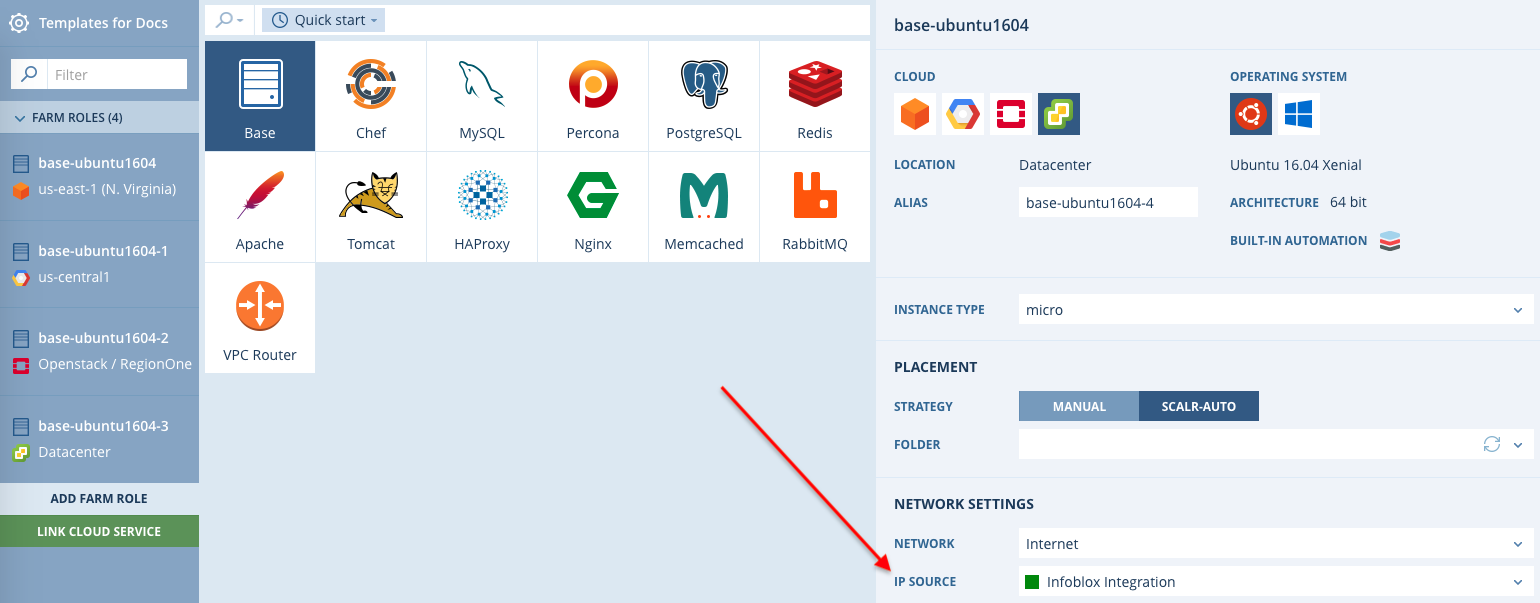 Templates for Docs
Filter
FARM ROLES (4)
base-ubuntu1604
us-east-1 (N. Virginia)
base-ubuntu1604-1
us-central1
base-ubuntu1604-2
Openstack / RegionOne
base-ubuntu1604-3
Datacenter
ADD FARM ROLE
LINK CLOUD SERVICE
Quick start
Base
Chef
MySQL
Percona
PostgreSQL
Redis
Apache
Tomcat
HAProxy
Nginx
Memcached
RabbitMQ
VPC Router
base-ubuntu1604
CLOUD
OPERATING SYSTEM
LOCATION Datacenter
Ubuntu 16.04 Xenial
ALIAS base-ubuntu1604-4
ARCHITECTURE 64 bit
BUILT-IN AUTOMATION
INSTANCE TYPE micro
PLACEMENT
STRATEGY MANUAL SCALR-AUTO
FOLDER
NETWORK SETTINGS
NETWORK Internet
IP SOURCE Infoblox Integration